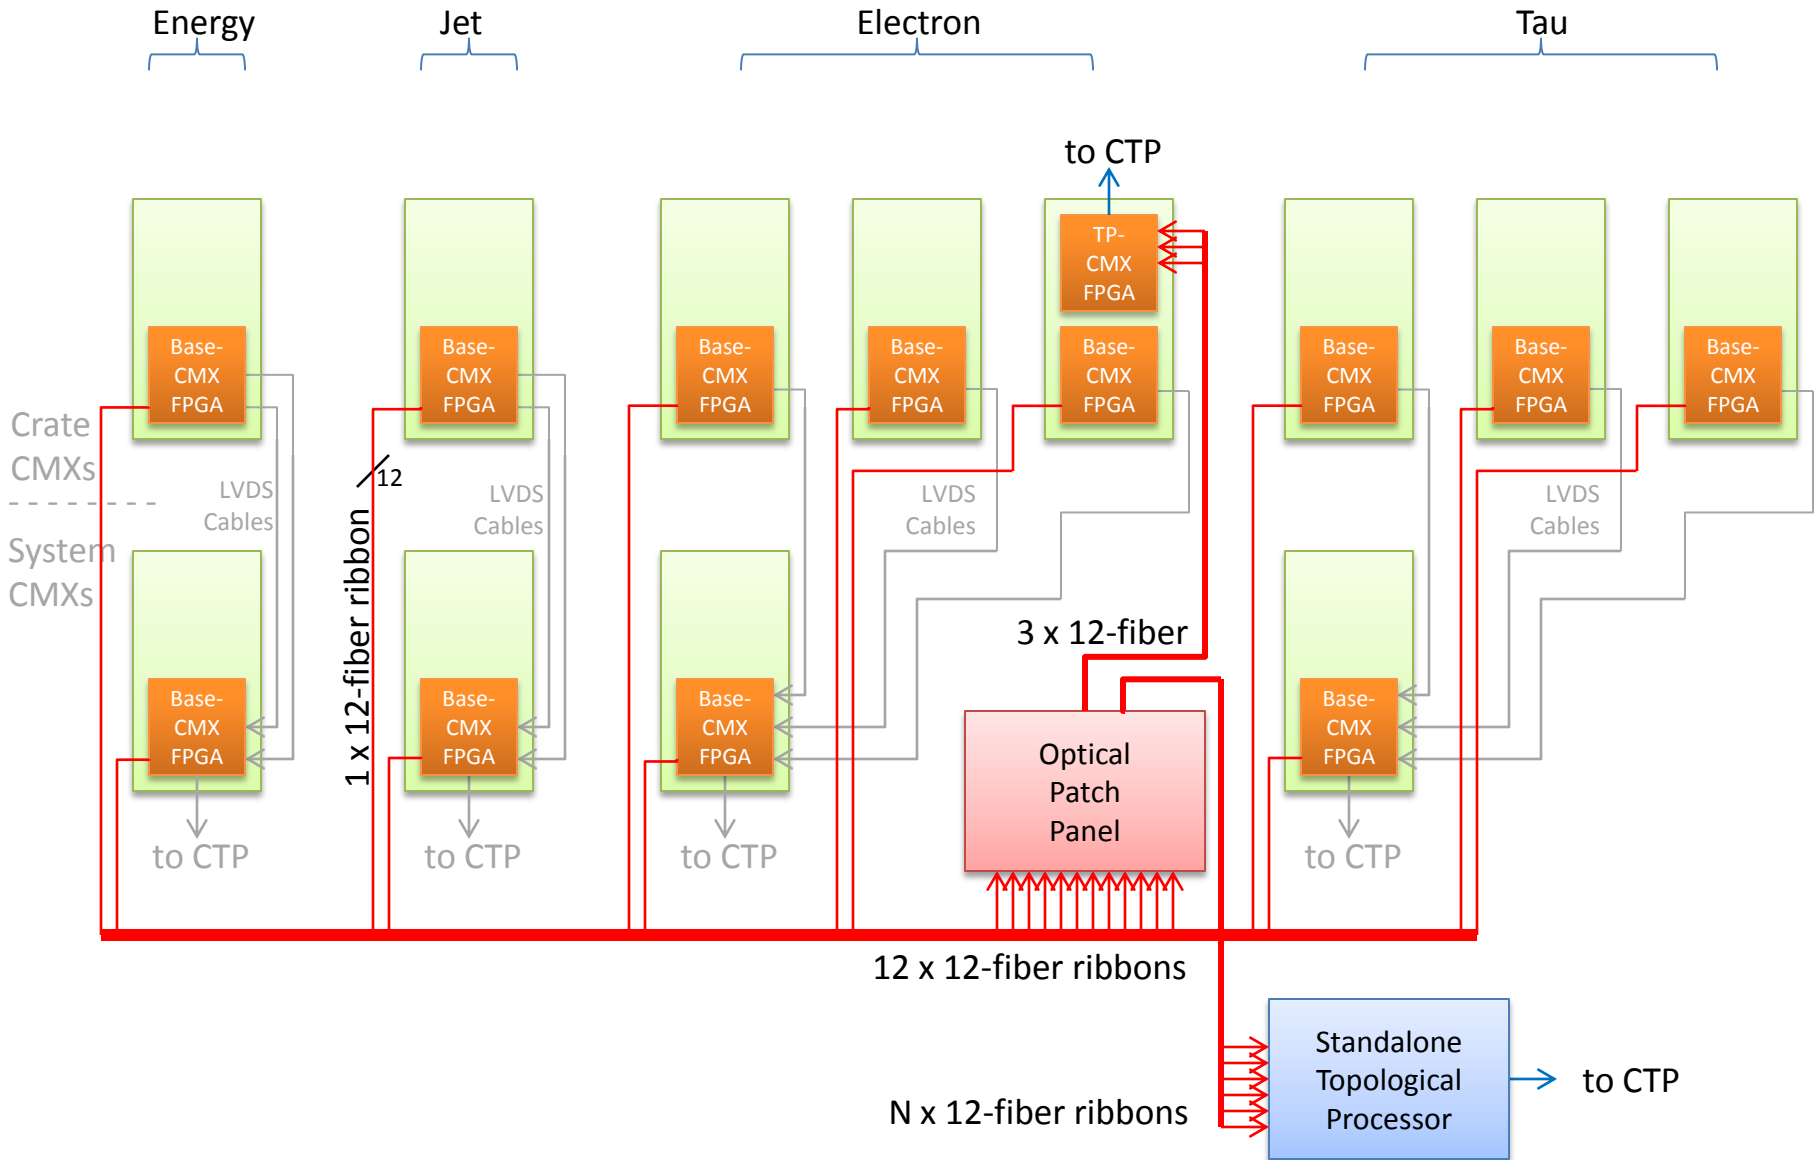 Energy
Jet
Electron
Tau
to CTP
TP-
CMX
FPGA
Base-
CMX
FPGA
Base-
CMX
FPGA
Base-
CMX
FPGA
Base-
CMX
FPGA
Base-
CMX
FPGA
Base-
CMX
FPGA
Base-
CMX
FPGA
Base-
CMX
FPGA
Crate
CMXs
System
CMXs
12
LVDS
Cables
LVDS
Cables
LVDS
Cables
LVDS
Cables
1 x 12-fiber ribbon
3 x 12-fiber
Base-
CMX
FPGA
Base-
CMX
FPGA
Base-
CMX
FPGA
Optical
Patch
Panel
Base-
CMX
FPGA
to CTP
to CTP
to CTP
to CTP
12 x 12-fiber ribbons
N x 12-fiber ribbons
Standalone
Topological
Processor
to CTP